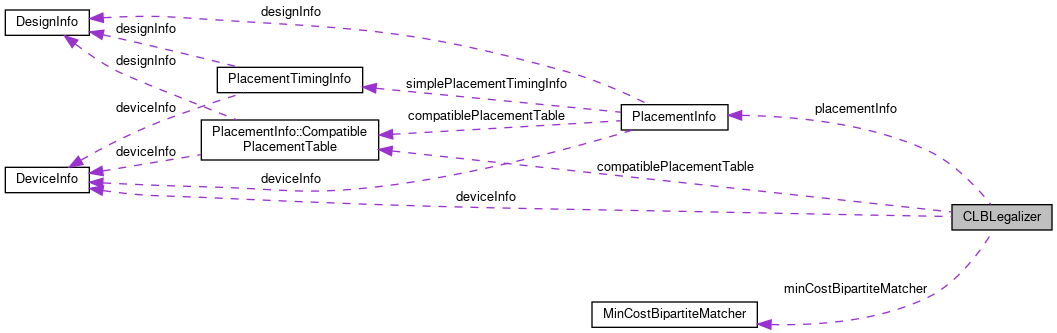 designInfo
DesignInfo
designInfo
designInfo
PlacementTimingInfo
simplePlacementTimingInfo
deviceInfo
placementInfo
compatiblePlacementTable
PlacementInfo
PlacementInfo::Compatible
PlacementTable
deviceInfo
compatiblePlacementTable
DeviceInfo
deviceInfo
deviceInfo
CLBLegalizer
minCostBipartiteMatcher
MinCostBipartiteMatcher